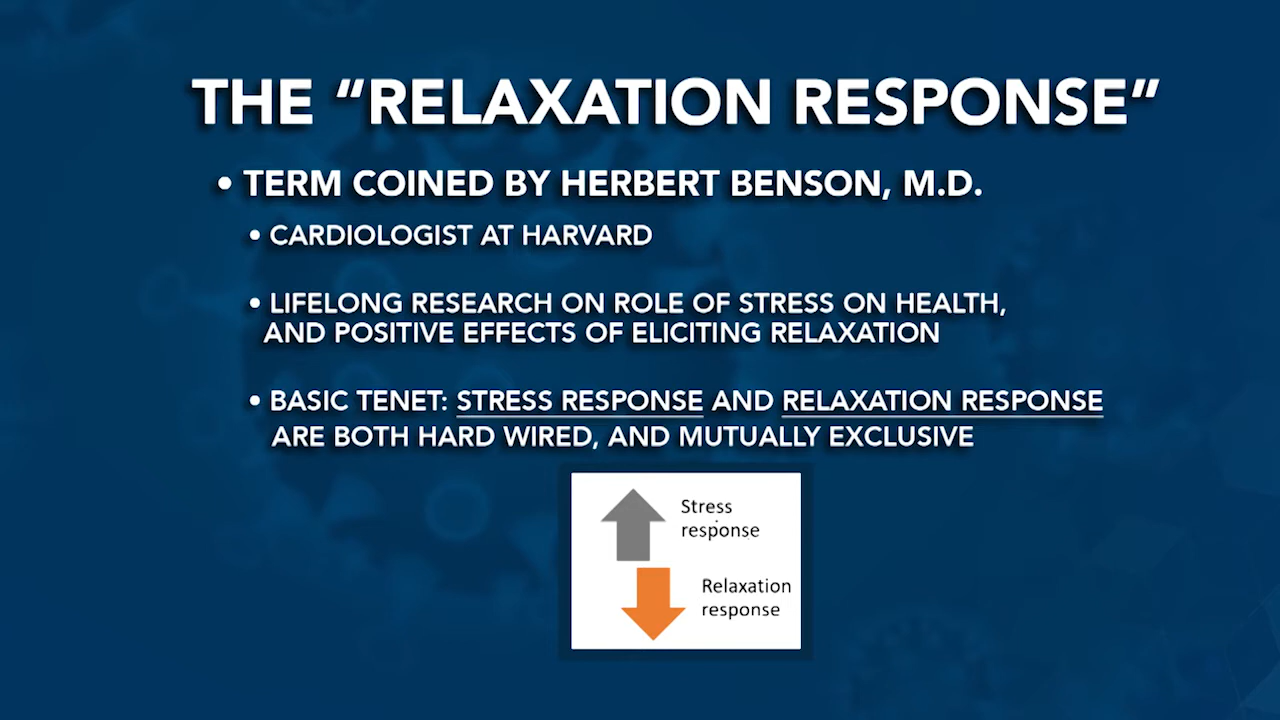 THE “RELAXATION RESPONSE”
• TERM COINED BY HERBERT BENSON, M.D.
• CARDIOLOGIST AT HARVARD
• LIFELONG RESEARCH ON ROLE OF STRESS ON HEALTH,
AND POSITIVE EFFECTS OF ELICITING RELAXATION
• BASIC TENET: STRESS RESPONSE AND RELAXATION RESPONSE
ARE BOTH HARD WIRED, AND MUTUALLY EXCLUSIVE
Stress
response
Relaxation
response